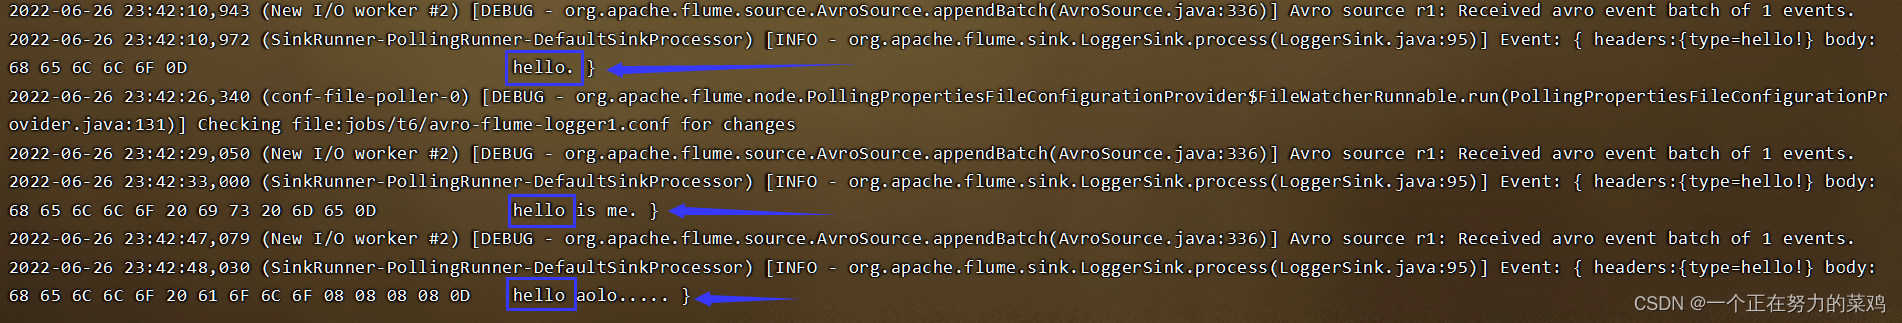 2022-06-26 23:42:10,943 (New I/O worker #2) [DEBUG - org.apache.flume.source.AvroSource.appendBatch(AvroSource.java:336)] Avro source r1: Received avro event batch of 1 events.
2022-06-26 23:42:10,972 (SinkRunner-PollingRunner-DefaultSinkProcessor) [INFO - org.apache.flume.sink.LoggerSink.process(LoggerSink.java:95)] Event: { headers:{type=hello!} body:
68 65 6C 6C 6F 0D hello. }
2022-06-26 23:42:26,340 (conf-file-poller-0) [DEBUG - org.apache.flume.node.PollingPropertiesFileConfigurationProvider$FileWatcherRunnable.run(PollingPropertiesFileConfigurationPr
ovider.java:131)] Checking file:jobs/t6/avro-flume-logger1.conf for changes
2022-06-26 23:42:29,050 (New I/O worker #2) [DEBUG - org.apache.flume.source.AvroSource.appendBatch(AvroSource.java:336)] Avro source r1: Received avro event batch of 1 events.
2022-06-26 23:42:33,000 (SinkRunner-PollingRunner-DefaultSinkProcessor) [INFO - org.apache.flume.sink.LoggerSink.process(LoggerSink.java:95)] Event: { headers:{type=hello!} body:
68 65 6C 6C 6F 20 69 73 20 6D 65 0D hello is me. }
2022-06-26 23:42:47,079 (New I/O worker #2) [DEBUG - org.apache.flume.source.AvroSource.appendBatch(AvroSource.java:336)] Avro source r1: Received avro event batch of 1 events.
2022-06-26 23:42:48,030 (SinkRunner-PollingRunner-DefaultSinkProcessor) [INFO - org.apache.flume.sink.LoggerSink.process(LoggerSink.java:95)] Event: { headers:{type=hello!} body:
68 65 6C 6C 6F 20 61 6F 6C 6F 08 08 08 08 0D hello aolo..... }
CSDN @一个正在努力的菜鸡